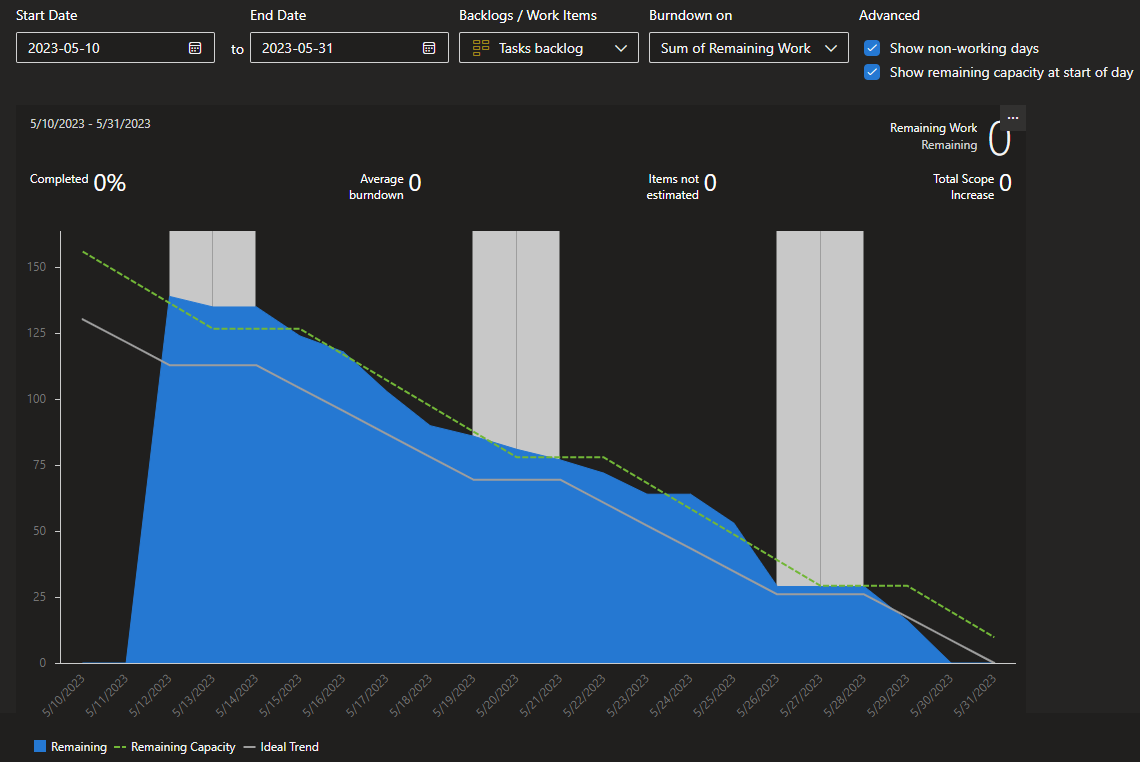 Start Date End Date Backlogs / Work Items Burndown on Advanced
2023-05-10 to 2023-05-31 Tasks backlog Sum of Remaining Work Show non-working days
Show remaining capacity at start of day
5/10/2023 - 5/31/2023
Remaining Work
Remaining 0
...
Completed 0%
Average
burndown 0
Items not
estimated 0
Total Scope
Increase 0
150
125
100
75
50
25
0
5/10/2023 5/11/2023 5/12/2023 5/13/2023 5/14/2023 5/15/2023 5/16/2023 5/17/2023 5/18/2023 5/19/2023 5/20/2023 5/21/2023 5/22/2023 5/23/2023 5/24/2023 5/25/2023 5/26/2023 5/27/2023 5/28/2023 5/29/2023 5/30/2023 5/31/2023
Remaining Remaining Capacity Ideal Trend